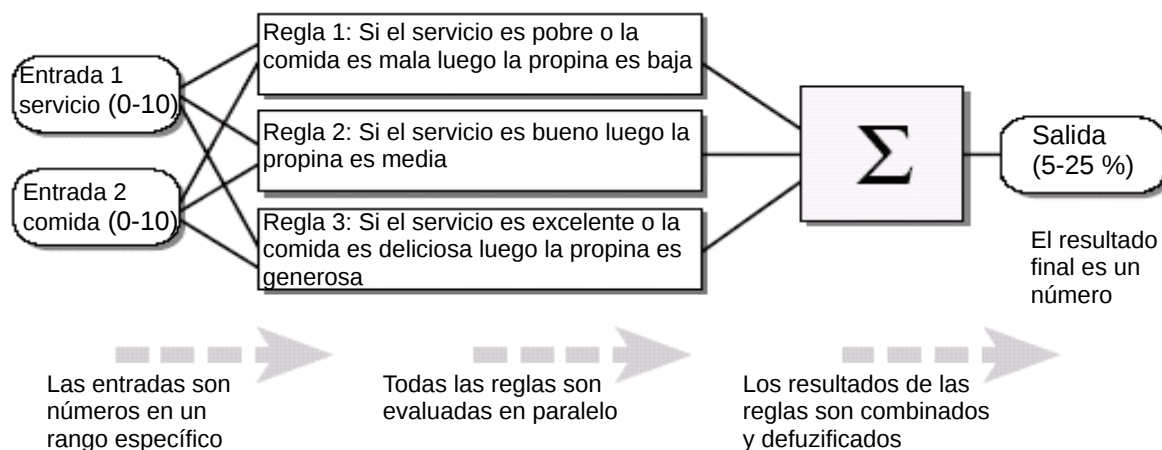 Entrada 1
servicio (0-10)
Entrada 2
comida (0-10)
Regla 1: Si el servicio es pobre o la
comida es mala luego la propina es baja
Regla 2: Si el servicio es bueno luego la
propina es media
Regla 3: Si el servicio es excelente o la
comida es deliciosa luego la propina es
generosa
Σ
Salida
(5-25 %)
El resultado
final es un
número
Las entradas son
números en un
rango específico
Todas las reglas son
evaluadas en paralelo
Los resultados de las
reglas son combinados
y defuzificados